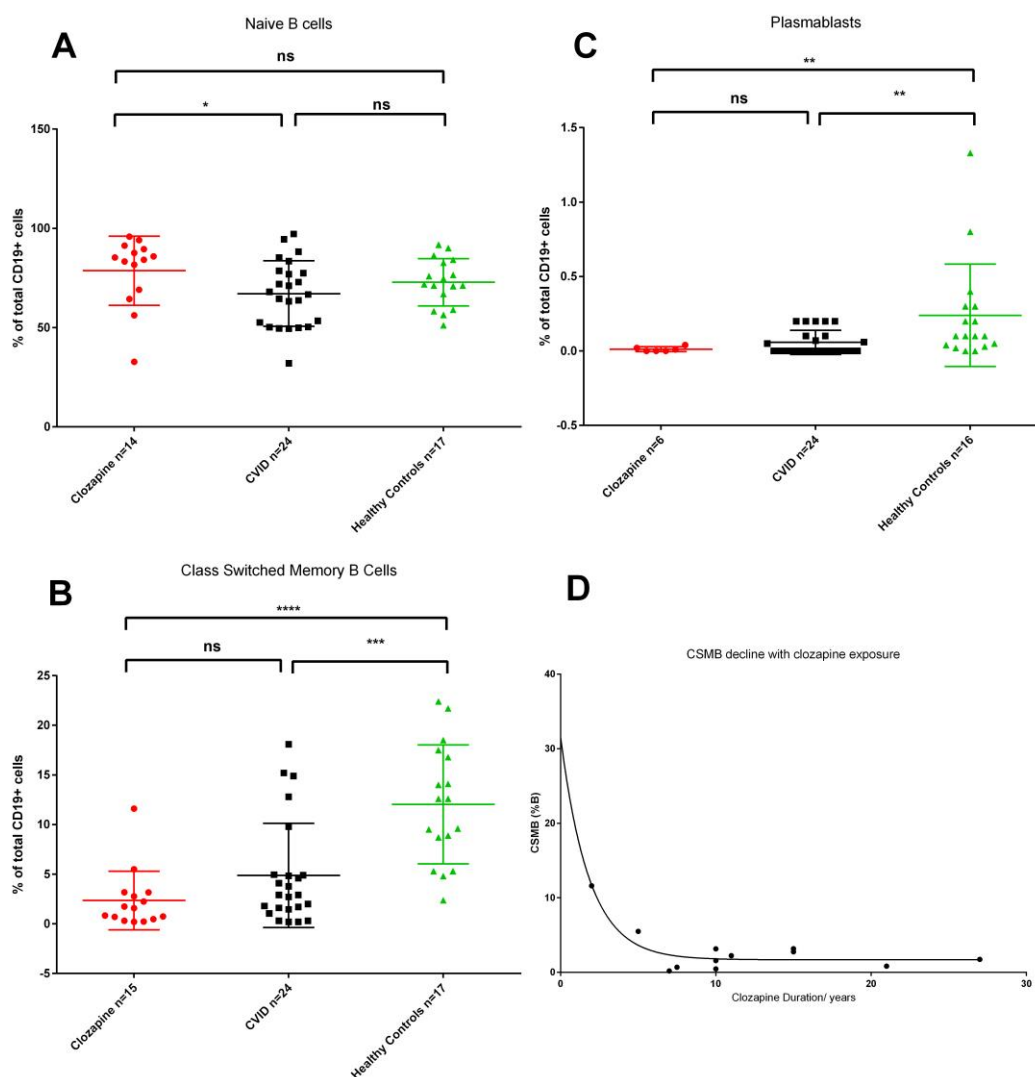 A
Naive B cells
ns
*
ns
150
100
50
0
% of total CD19+ cells
Clozapine n=14
CVID n=24
Healthy Controls n=17
C
Plasmablasts
**
ns
**
1.5
1.0
0.5
0.0
-0.5
% of total CD19+ cells
Clozapine n=6
CVID n=24
Healthy Controls n=16
B
Class Switched Memory B Cells
****
ns
***
25
20
15
10
5
0
-5
% of total CD19+ cells
Clozapine n=15
CVID n=24
Healthy Controls n=17
D
CSMB decline with clozapine exposure
40
30
20
10
0
CSMB (%B)
0 10 20 30
Clozapine Duration/ years